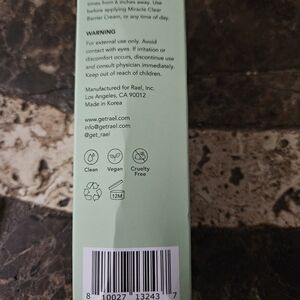 times from 6 inches away. Use
before applying Miracle Clear
Barrier Cream, or any time of day.
WARNING
For external use only. Avoid
contact with eyes. If irritation or
discomfort occurs, discontinue use
and consult physician immediately.
Keep out of reach of children.
Manufactured for Rael, Inc.
Los Angeles, CA 90012
Made in Korea
www.getrael.com
info@getrael.com
@get_rael
Clean Vegan Cruelty
Free
12M
8 10027 13243 7